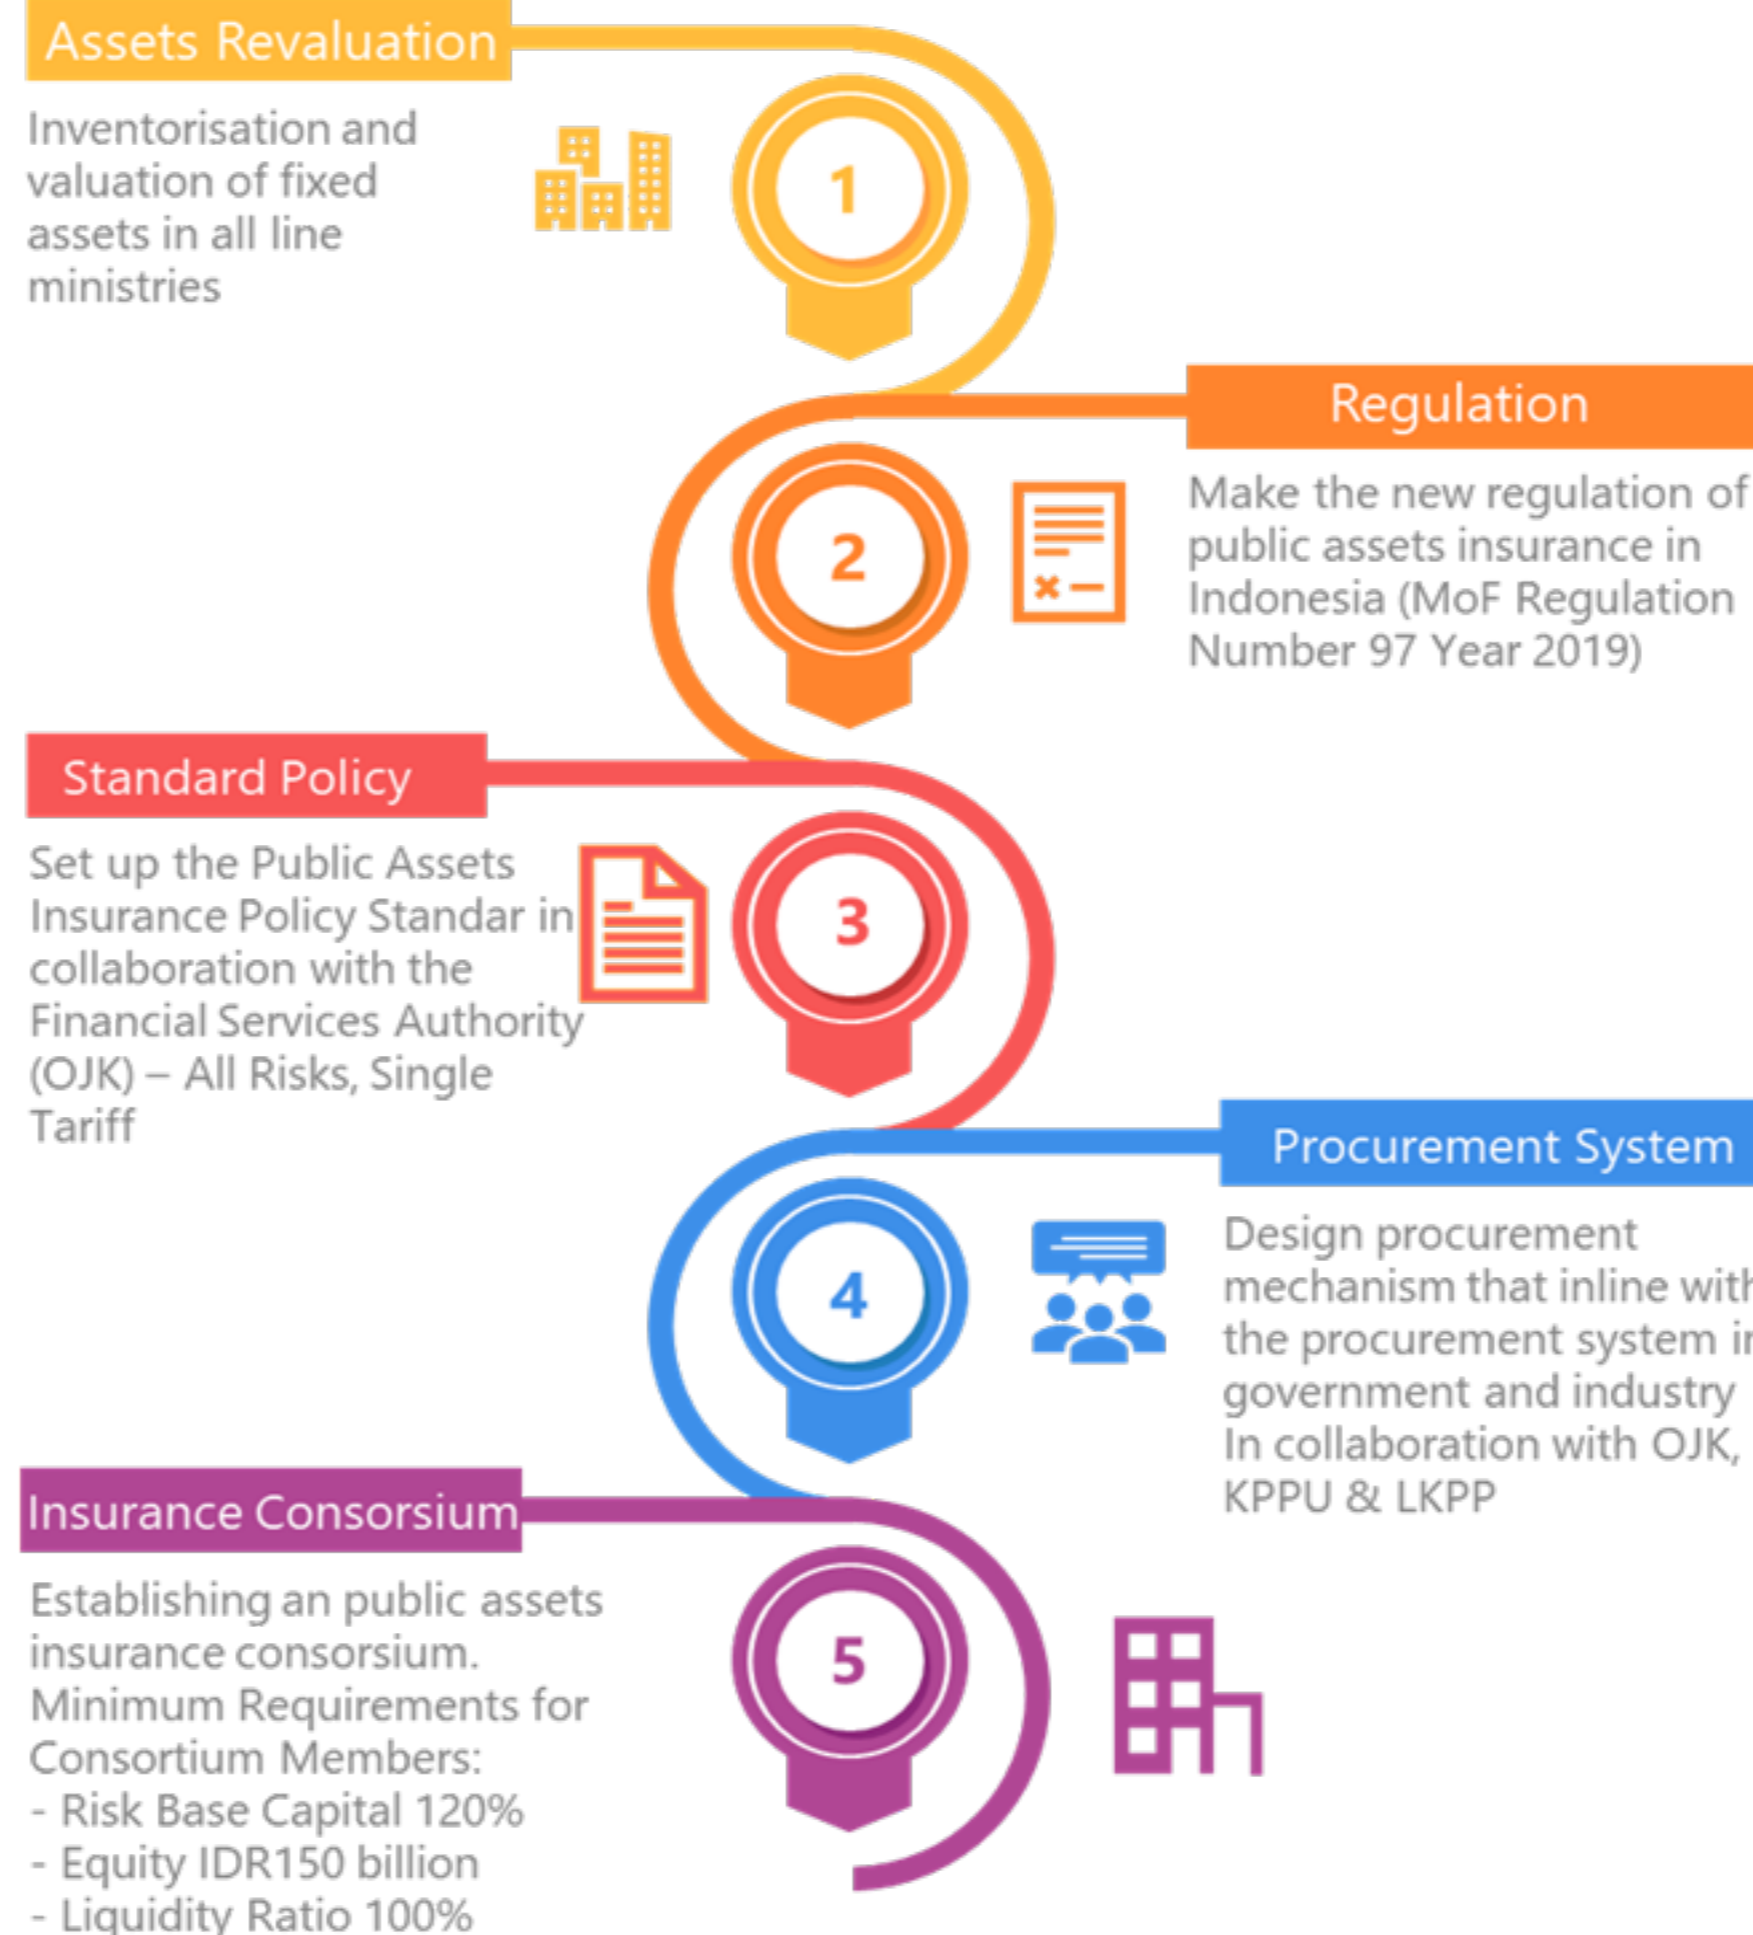 Assets Revaluation
Inventorisation and
valuation of fixed
assets in all line
ministries
1
Regulation
2
Make the new regulation of
public assets insurance in
Indonesia (MoF Regulation
Number 97 Year 2019)
Standard Policy
Set up the Public Assets
Insurance Policy Standar in
collaboration with the
Financial Services Authority
(OJK) – All Risks, Single
Tariff
3
Procurement System
4
Design procurement
mechanism that inline with
the procurement system in
government and industry
In collaboration with OJK,
KPPU & LKPP
Insurance Consorsium
Establishing an public assets
insurance consorsium.
Minimum Requirements for
Consortium Members:
- Risk Base Capital 120%
- Equity IDR150 billion
- Liquidity Ratio 100%
5